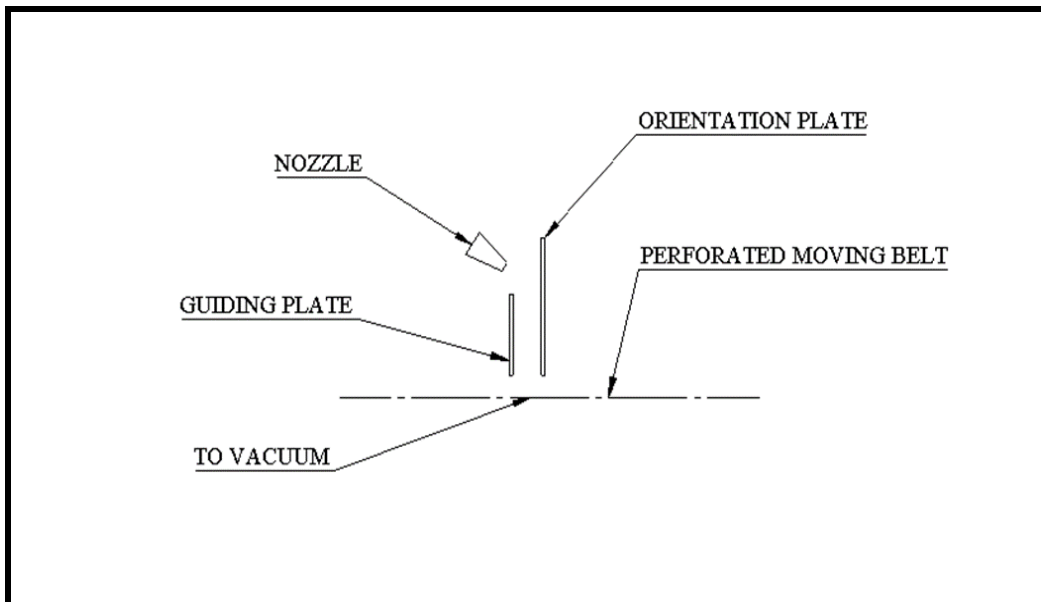 ORIENTATION PLATE
NOZZLE
PERFORATED MOVING BELT
GUIDING PLATE
TO VACUUM